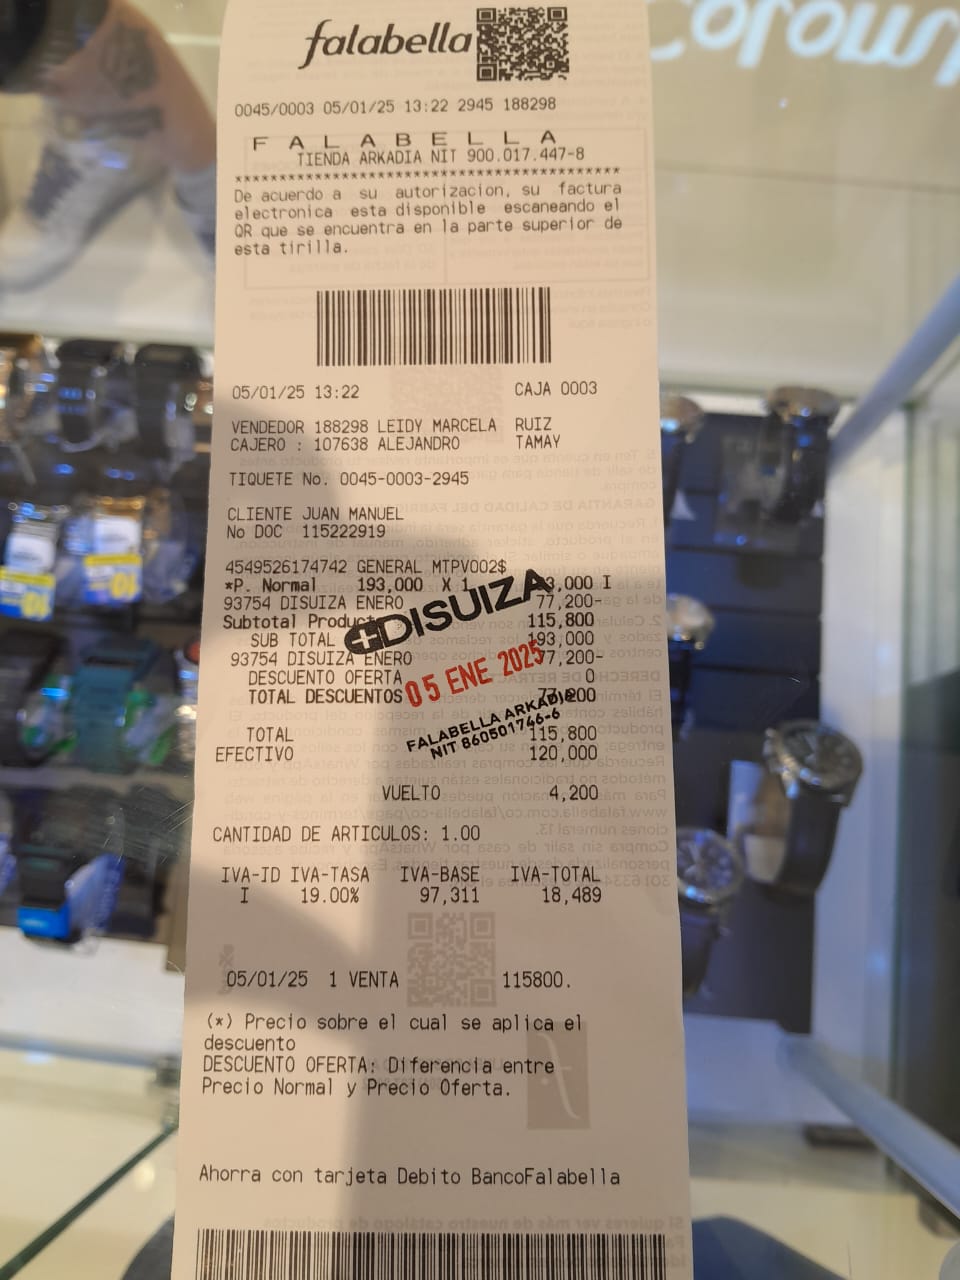 falabella
0045/0003 05/01/25 13:22 2945 188298
F A L A B E L L A
TIENDA ARKADIA NIT 900.017.447-8
****************************************
De acuerdo a su autorizacion, su factura
electronica esta disponible escaneando el
QR que se encuentra en la parte superior de
esta tirilla.
05/01/25 13:22 CAJA 0003
VENDEDOR 188298 LEIDY MARCELA RUIZ
CAJERO : 107638 ALEJANDRO TAMAY
TIQUETE No. 0045-0003-2945
CLIENTE JUAN MANUEL
No DOC 115222919
4549526174742 GENERAL MTPV002$
*P. Normal 193,000 X 1 3,000 I
93754 DISUIZA ENERO 77,200-
Subtotal Product 115,800
SUB TOTAL 193,000
93754 DISUIZA ENERO 77,200-
DESCUENTO OFERTA 0
TOTAL DESCUENTOS 77,200
DISUIZA
05 ENE 2025
FALABELLA ARKADIA
NIT 860501746-6
TOTAL 115,800
EFECTIVO 120,000
VUELTO 4,200
CANTIDAD DE ARTICULOS: 1.00
IVA-ID IVA-TASA IVA-BASE IVA-TOTAL
I 19.00% 97,311 18,489
05/01/25 1 VENTA 115800.
(*) Precio sobre el cual se aplica el
descuento
DESCUENTO OFERTA: Diferencia entre
Precio Normal y Precio Oferta.
Ahorra con tarjeta Debito BancoFalabella